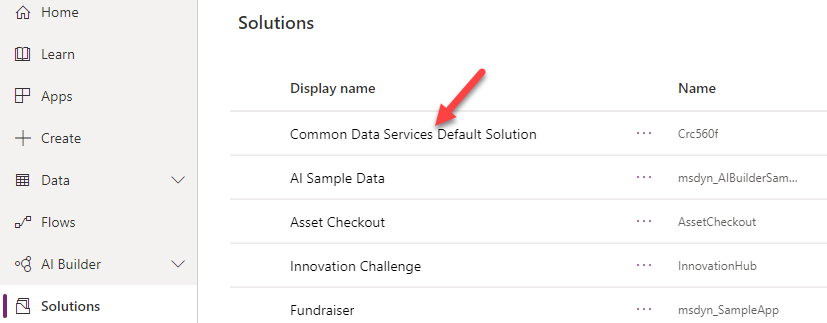 Home
Learn
Apps
Create
Data
Flows
AI Builder
Solutions
Solutions
Display name Name
Common Data Services Default Solution ... Crc560f
AI Sample Data ... msdyn_AIBuilderSam...
Asset Checkout ... AssetCheckout
Innovation Challenge ... InnovationHub
Fundraiser ... msdyn_SampleApp